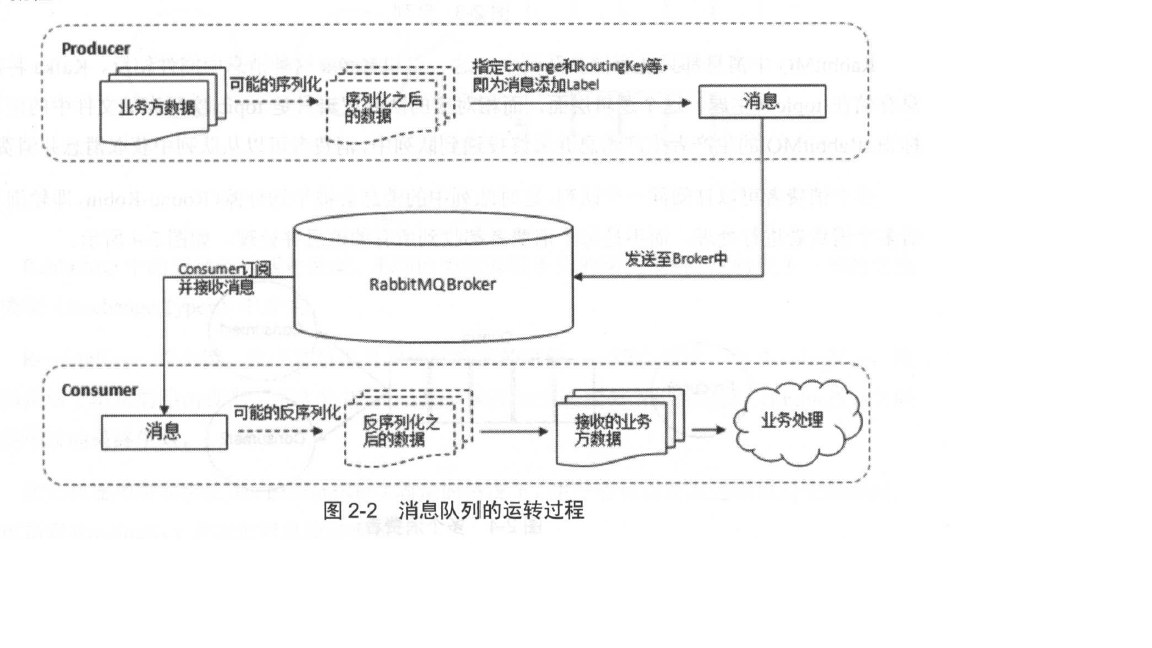 Producer
业务方数据
可能的序列化
序列化之后
的数据
指定Exchange和RoutingKey等，
即为消息添加Label
消息
发送至Broker中
RabbitMQBroker
Consumer订阅
并接收消息
Consumer
消息
可能的反序列化
反序列化之
后的数据
接收的业务
方数据
业务处理
图 2-2 消息队列的运转过程